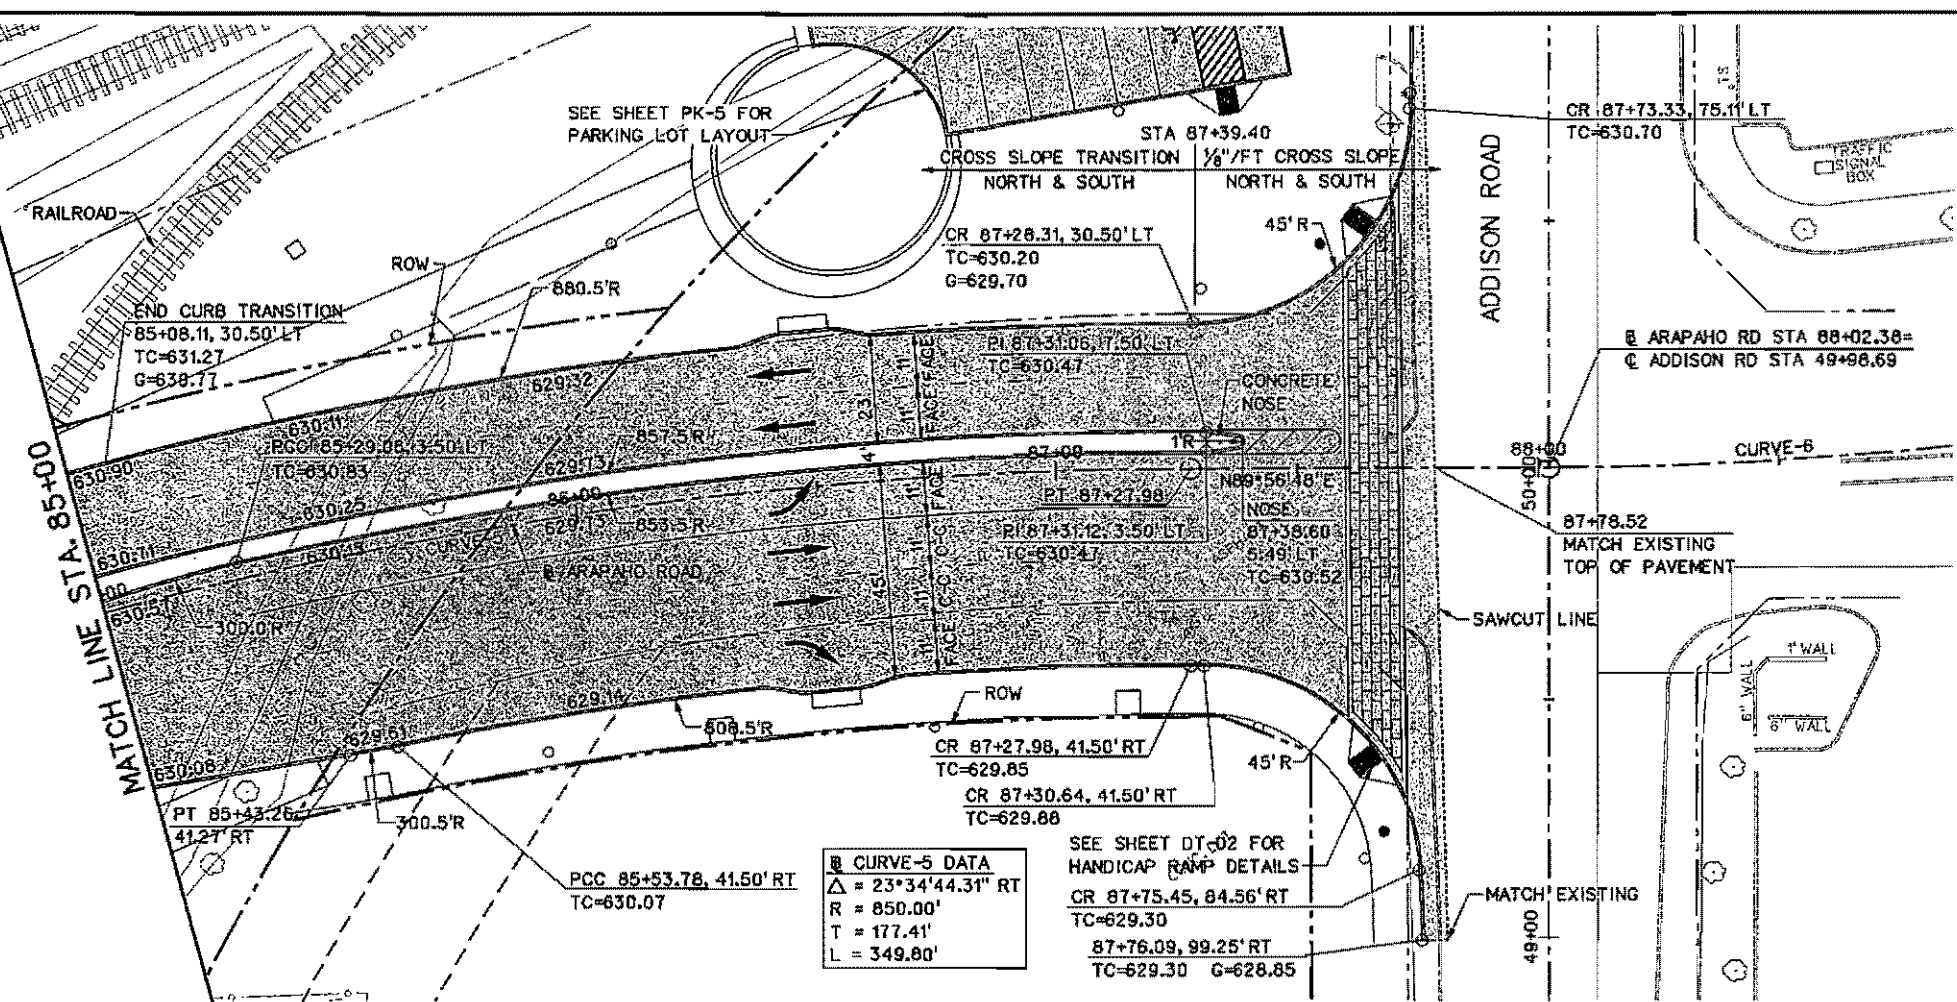 SEE SHEET PK-5 FOR
PARKING LOT LAYOUT
STA 87+39.40
CROSS SLOPE TRANSITION
NORTH & SOUTH
1/8"/FT CROSS SLOPE
NORTH & SOUTH
CR 87+73.33, 75.11' LT
TC=630.70
TRAFFIC
SIGNAL
BOX
RAILROAD
ROW
880.5'R
CR 87+28.31, 30.50' LT
TC=630.20
G=629.70
45' R
ADDISON ROAD
END CURB TRANSITION
85+08.11, 30.50' LT
TC=631.27
G=630.77
PI 87+31.06, 7.50' LT
TC=630.47
CONCRETE
NOSE
℄ ARAPAHO RD STA 88+02.38=
℄ ADDISON RD STA 49+98.69
629.32
630.11
857.5'R
23'
11'
11'
FACE
FACE
PCC 85+29.08, 3.50' LT
TC=630.83
630.90
629.73
630.25
4'
1'R
87+00
88+00
50+00
CURVE-6
MATCH LINE STA. 85+00
86+00
629.73
853.5'R
PT 87+27.98
N89°56'48"E
PI 87+31.12, 3.50' LT
TC=630.47
NOSE
87+38.60
5.49' LT
TC=630.52
87+78.52
MATCH EXISTING
TOP OF PAVEMENT
630.71
CURVE-5
ARAPAHO ROAD
45'
11'
11'
11'
FACE
C-C
C-C
FACE
300.0'R
SAWCUT LINE
1' WALL
6" WALL
6" WALL
629.14
ROW
808.5'R
629.61
630.08
CR 87+27.98, 41.50' RT
TC=629.85
45' R
CR 87+30.64, 41.50' RT
TC=629.88
PT 85+43.26
41.27' RT
300.5'R
PCC 85+53.78, 41.50' RT
TC=630.07
CURVE-5 DATA
Δ = 23°34'44.31" RT
R = 850.00'
T = 177.41'
L = 349.80'
SEE SHEET DT-02 FOR
HANDICAP RAMP DETAILS
CR 87+75.45, 84.56' RT
TC=629.30
87+76.09, 99.25' RT
TC=629.30 G=628.85
MATCH EXISTING
49+00